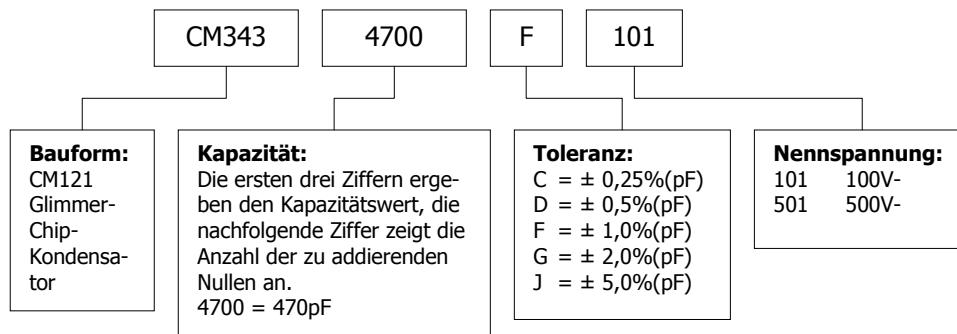 CM343 4700 F 101
Bauform:
CM121
Glimmer-
Chip-
Kondensa-
tor
Kapazität:
Die ersten drei Ziffern erge-
ben den Kapazitätswert, die
nachfolgende Ziffer zeigt die
Anzahl der zu addierenden
Nullen an.
4700 = 470pF
Toleranz:
C = ± 0,25%(pF)
D = ± 0,5%(pF)
F = ± 1,0%(pF)
G = ± 2,0%(pF)
J = ± 5,0%(pF)
Nennspannung:
101 100V-
501 500V-